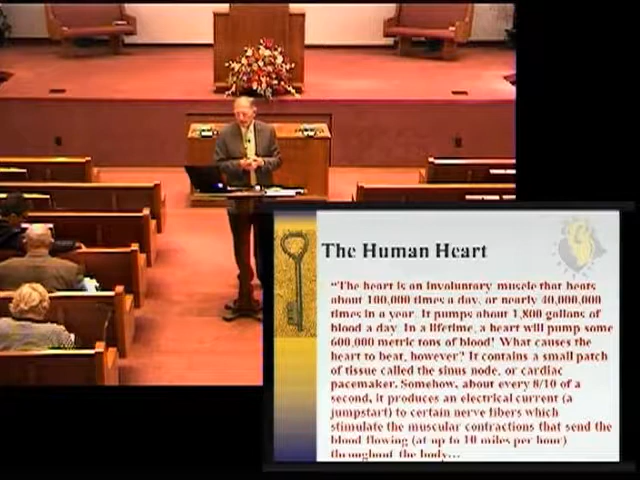 The Human Heart
"The heart is an involuntary muscle that beats
about 100,000 times a day, or nearly 40,000,000
times in a year. It pumps about 1,800 gallons of
blood a day. In a lifetime, a heart will pump some
600,000 metric tons of blood! What causes the
heart to beat, however? It contains a small patch
of tissue called the sinus node, or cardiac
pacemaker. Somehow, about every 8/10 of a
second, it produces an electrical current (a
jumpstart) to certain nerve fibers which
stimulate the muscular contractions that send the
blood flowing (at up to 10 miles per hour)
throughout the body…